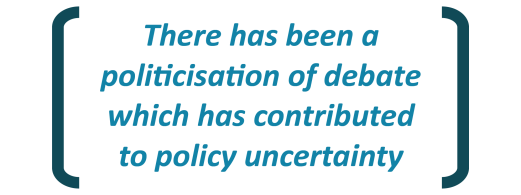 There has been a
politicisation of debate
which has contributed
to policy uncertainty